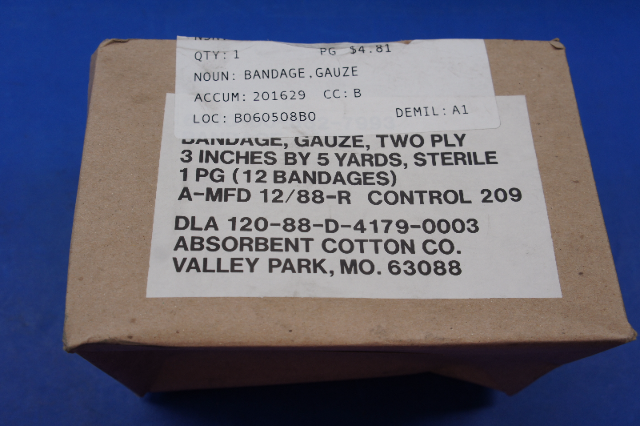 QTY: 1 PG $4.81
NOUN: BANDAGE, GAUZE
ACCUM: 201629 CC: B
LOC: B060508B0 DEMIL: A1
BANDAGE, GAUZE, TWO PLY
3 INCHES BY 5 YARDS, STERILE
1 PG (12 BANDAGES)
A-MFD 12/88-R CONTROL 209
DLA 120-88-D-4179-0003
ABSORBENT COTTON CO.
VALLEY PARK, MO. 63088